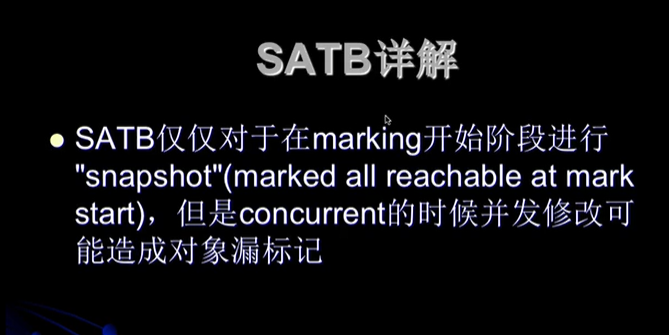 SATB详解
SATB仅仅对于在marking开始阶段进行
"snapshot"(marked all reachable at mark
start)，但是concurrent的时候并发修改可
能造成对象漏标记